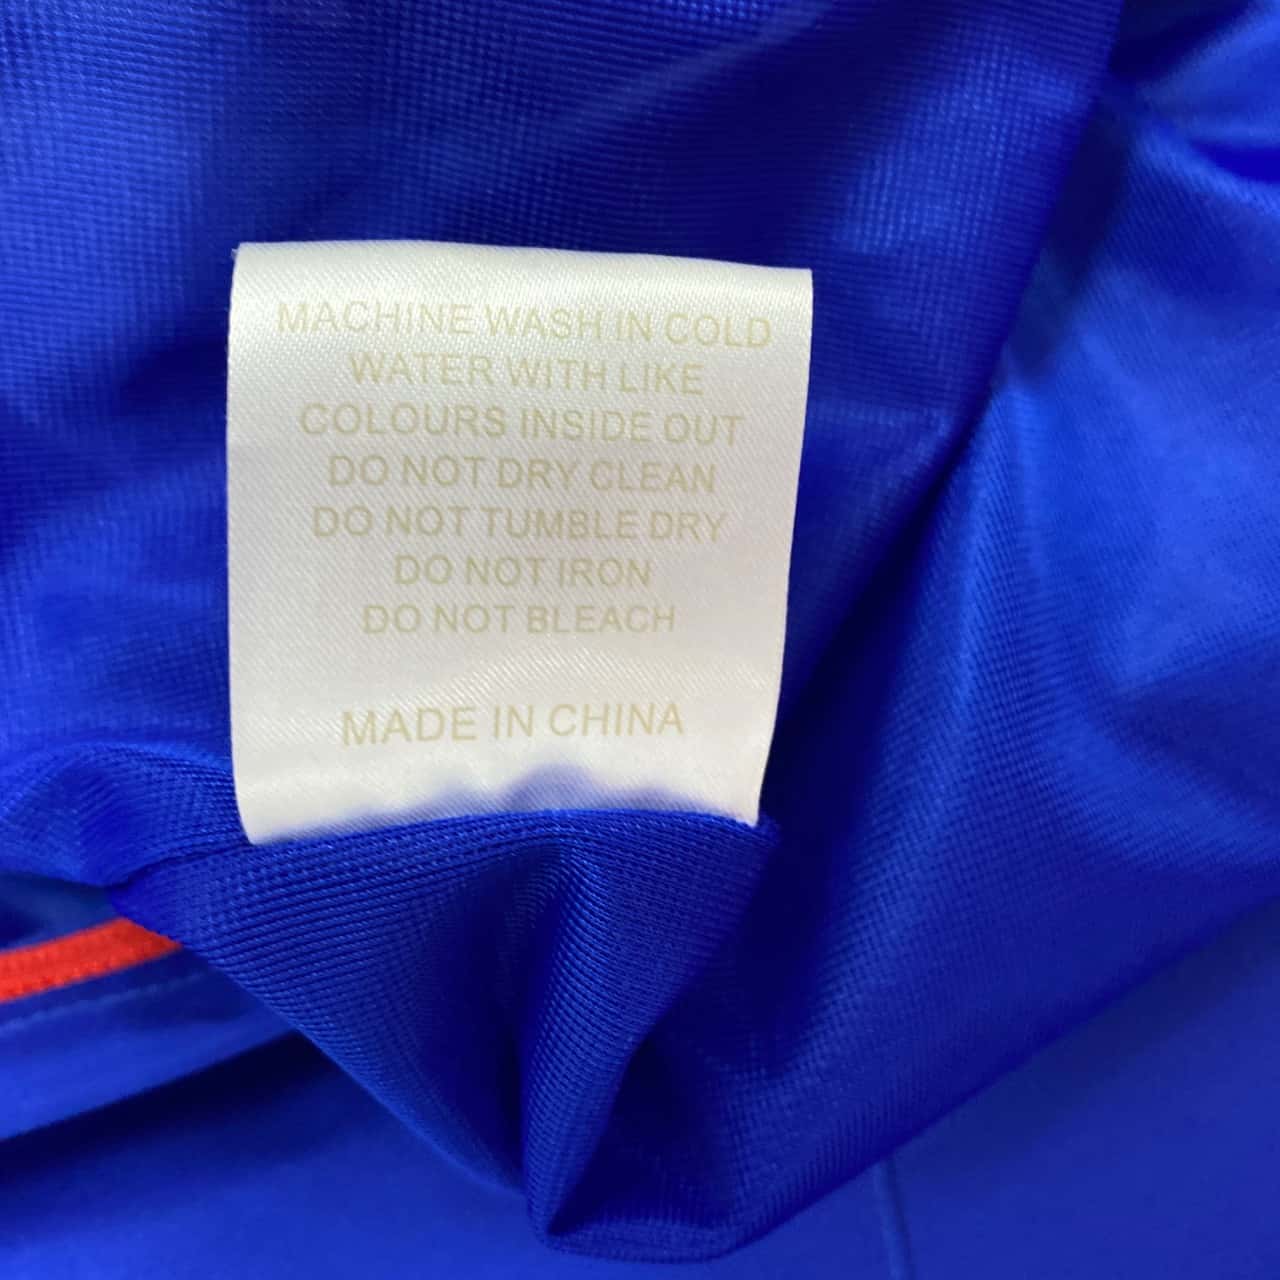 MACHINE WASH IN COLD
WATER WITH LIKE
COLOURS INSIDE OUT
DO NOT DRY CLEAN
DO NOT TUMBLE DRY
DO NOT IRON
DO NOT BLEACH
MADE IN CHINA